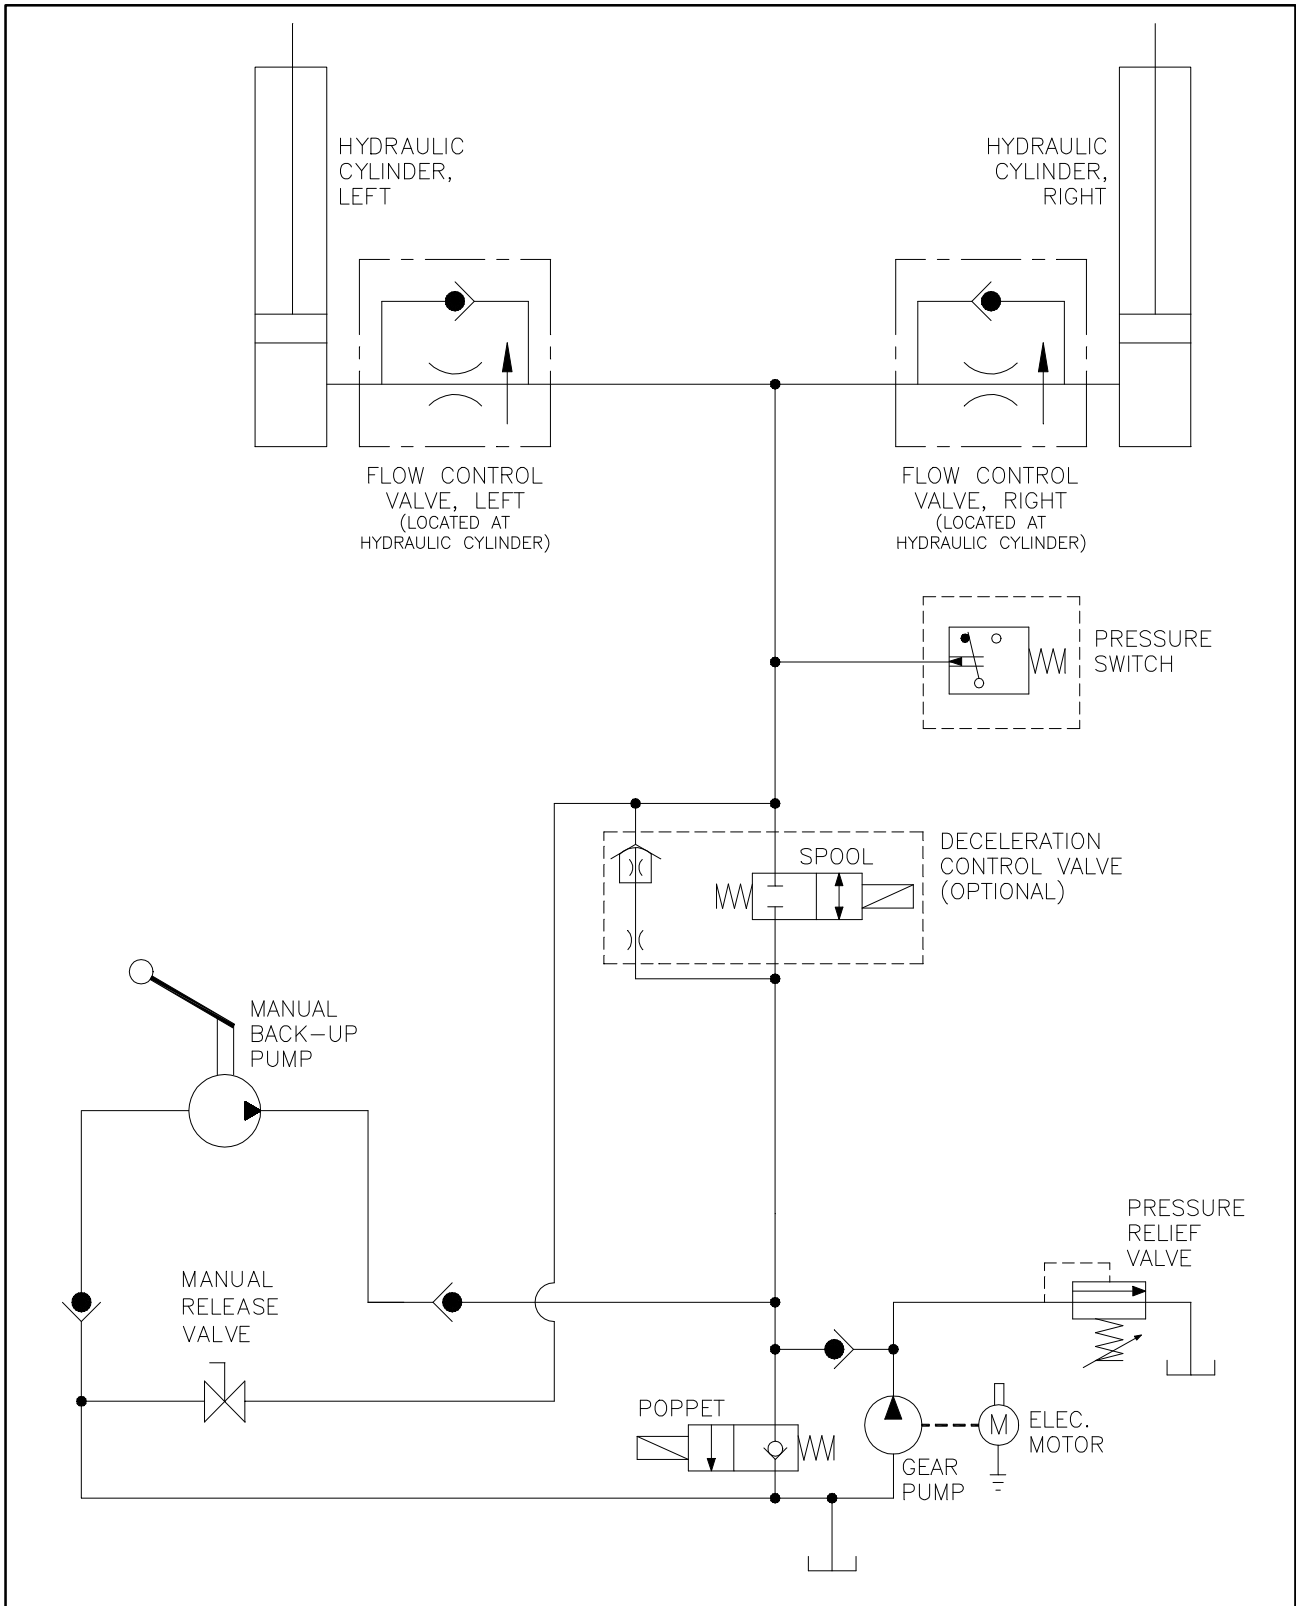 HYDRAULIC
CYLINDER,
LEFT
HYDRAULIC
CYLINDER,
RIGHT
FLOW CONTROL
VALVE, LEFT
(LOCATED AT
HYDRAULIC CYLINDER)
FLOW CONTROL
VALVE, RIGHT
(LOCATED AT
HYDRAULIC CYLINDER)
PRESSURE
SWITCH
DECELERATION
CONTROL VALVE
(OPTIONAL)
SPOOL
MANUAL
BACK-UP
PUMP
PRESSURE
RELIEF
VALVE
MANUAL
RELEASE
VALVE
POPPET
M
ELEC.
MOTOR
GEAR
PUMP